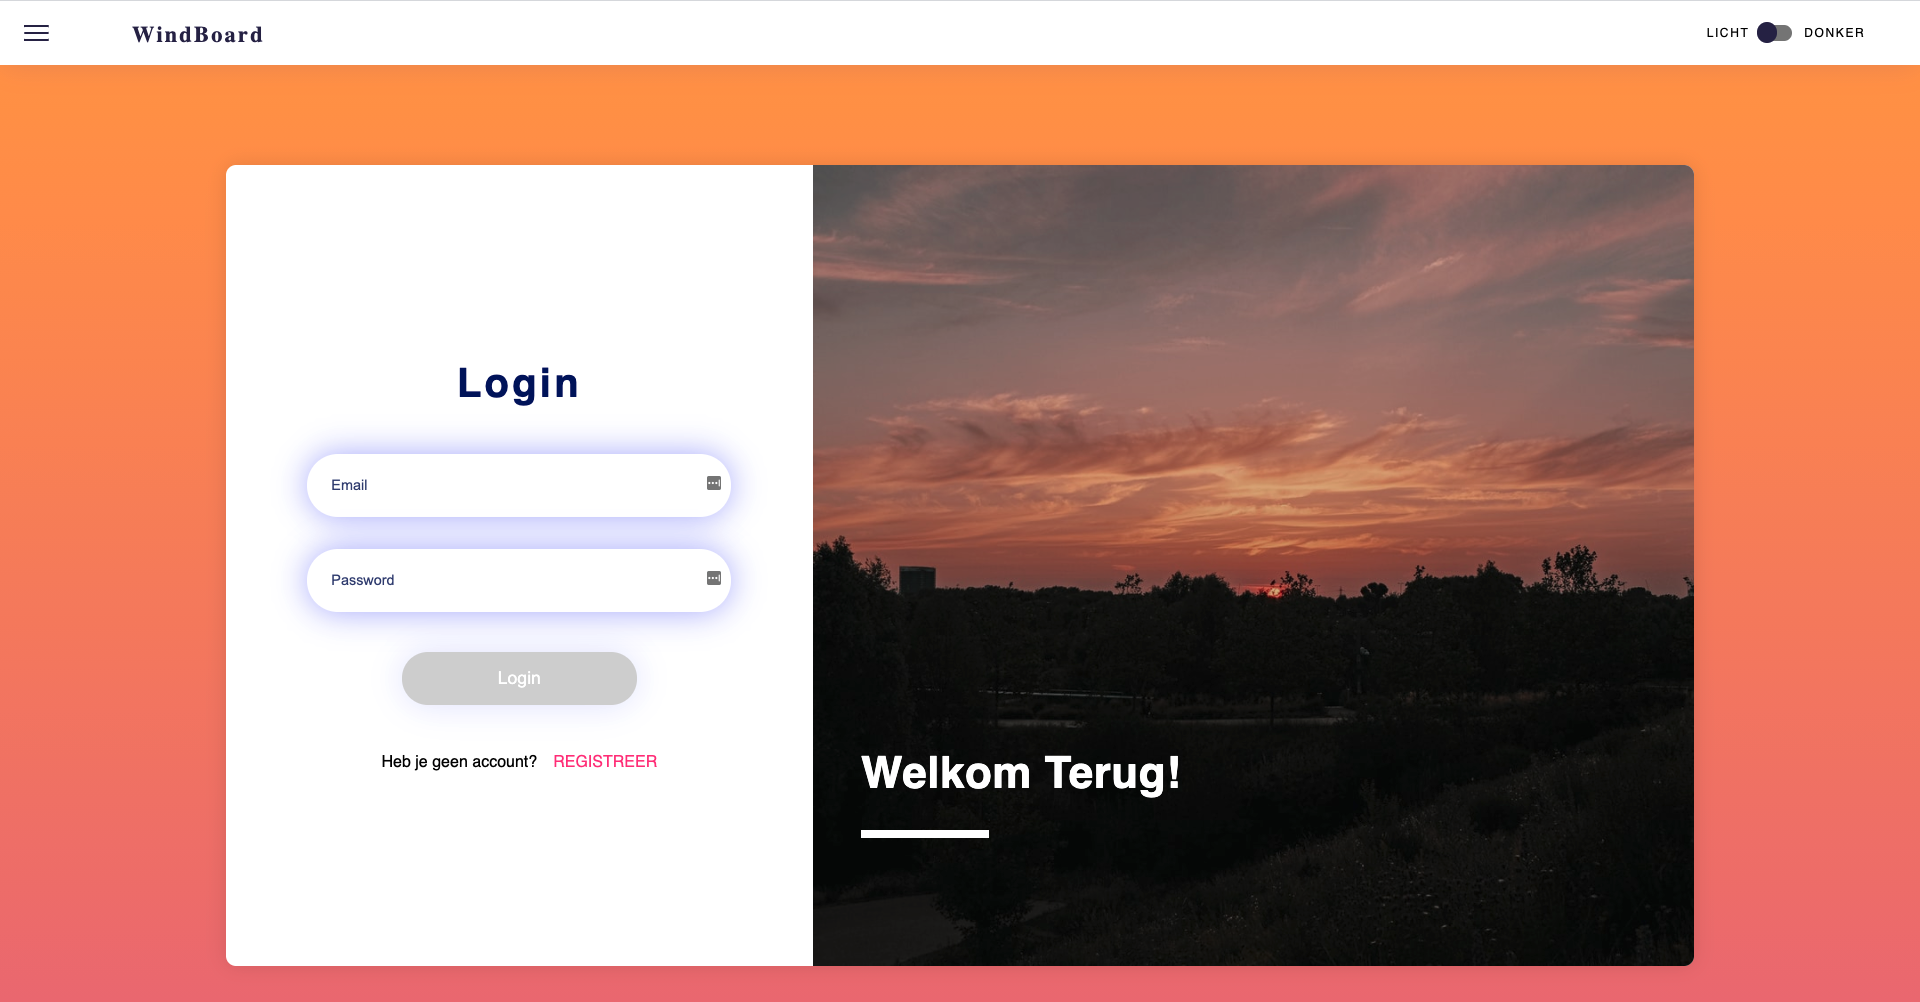 WindBoard
LICHT DONKER
Login
Email
Password
Login
Heb je geen account? REGISTREER
Welkom Terug!